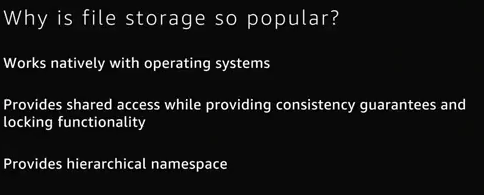 Why is file storage so popular?
Works natively with operating systems
Provides shared access while providing consistency guarantees and
locking functionality
Provides hierarchical namespace